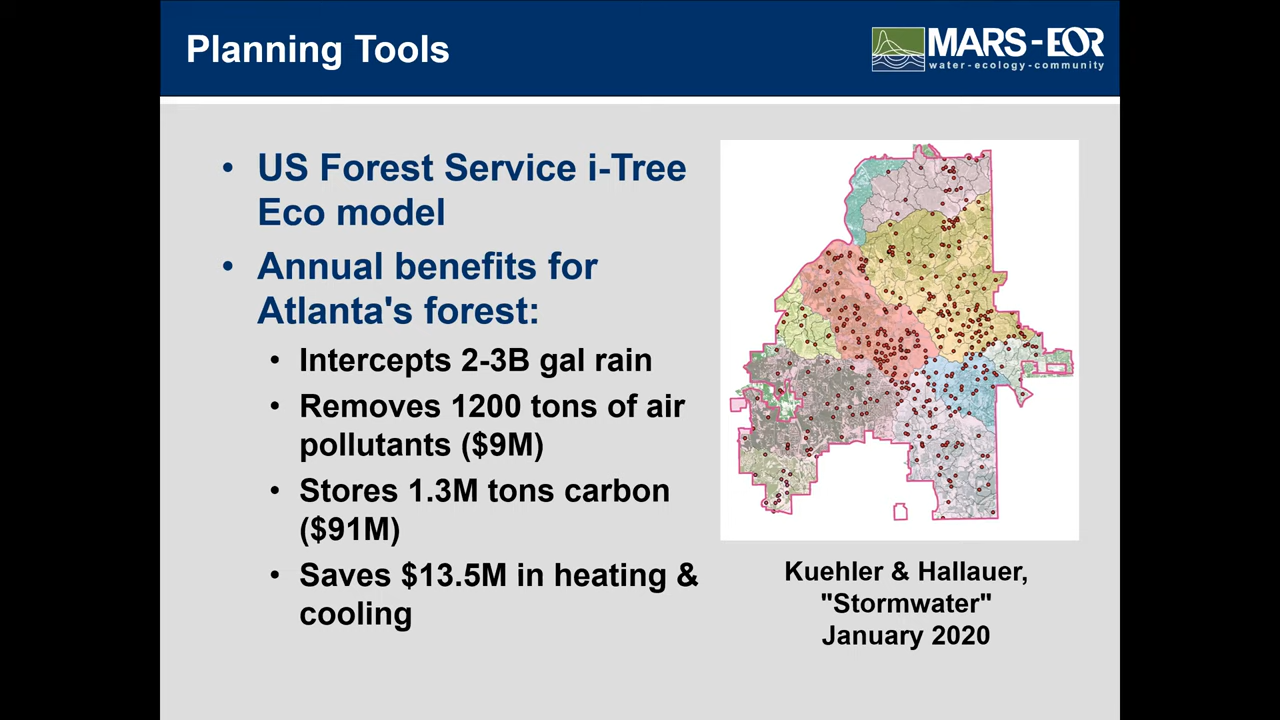 Planning Tools
MARS-EOR
water-ecology-community
• US Forest Service i-Tree
Eco model
• Annual benefits for
Atlanta's forest:
• Intercepts 2-3B gal rain
• Removes 1200 tons of air
pollutants ($9M)
• Stores 1.3M tons carbon
($91M)
• Saves $13.5M in heating &
cooling
Kuehler & Hallauer,
"Stormwater"
January 2020